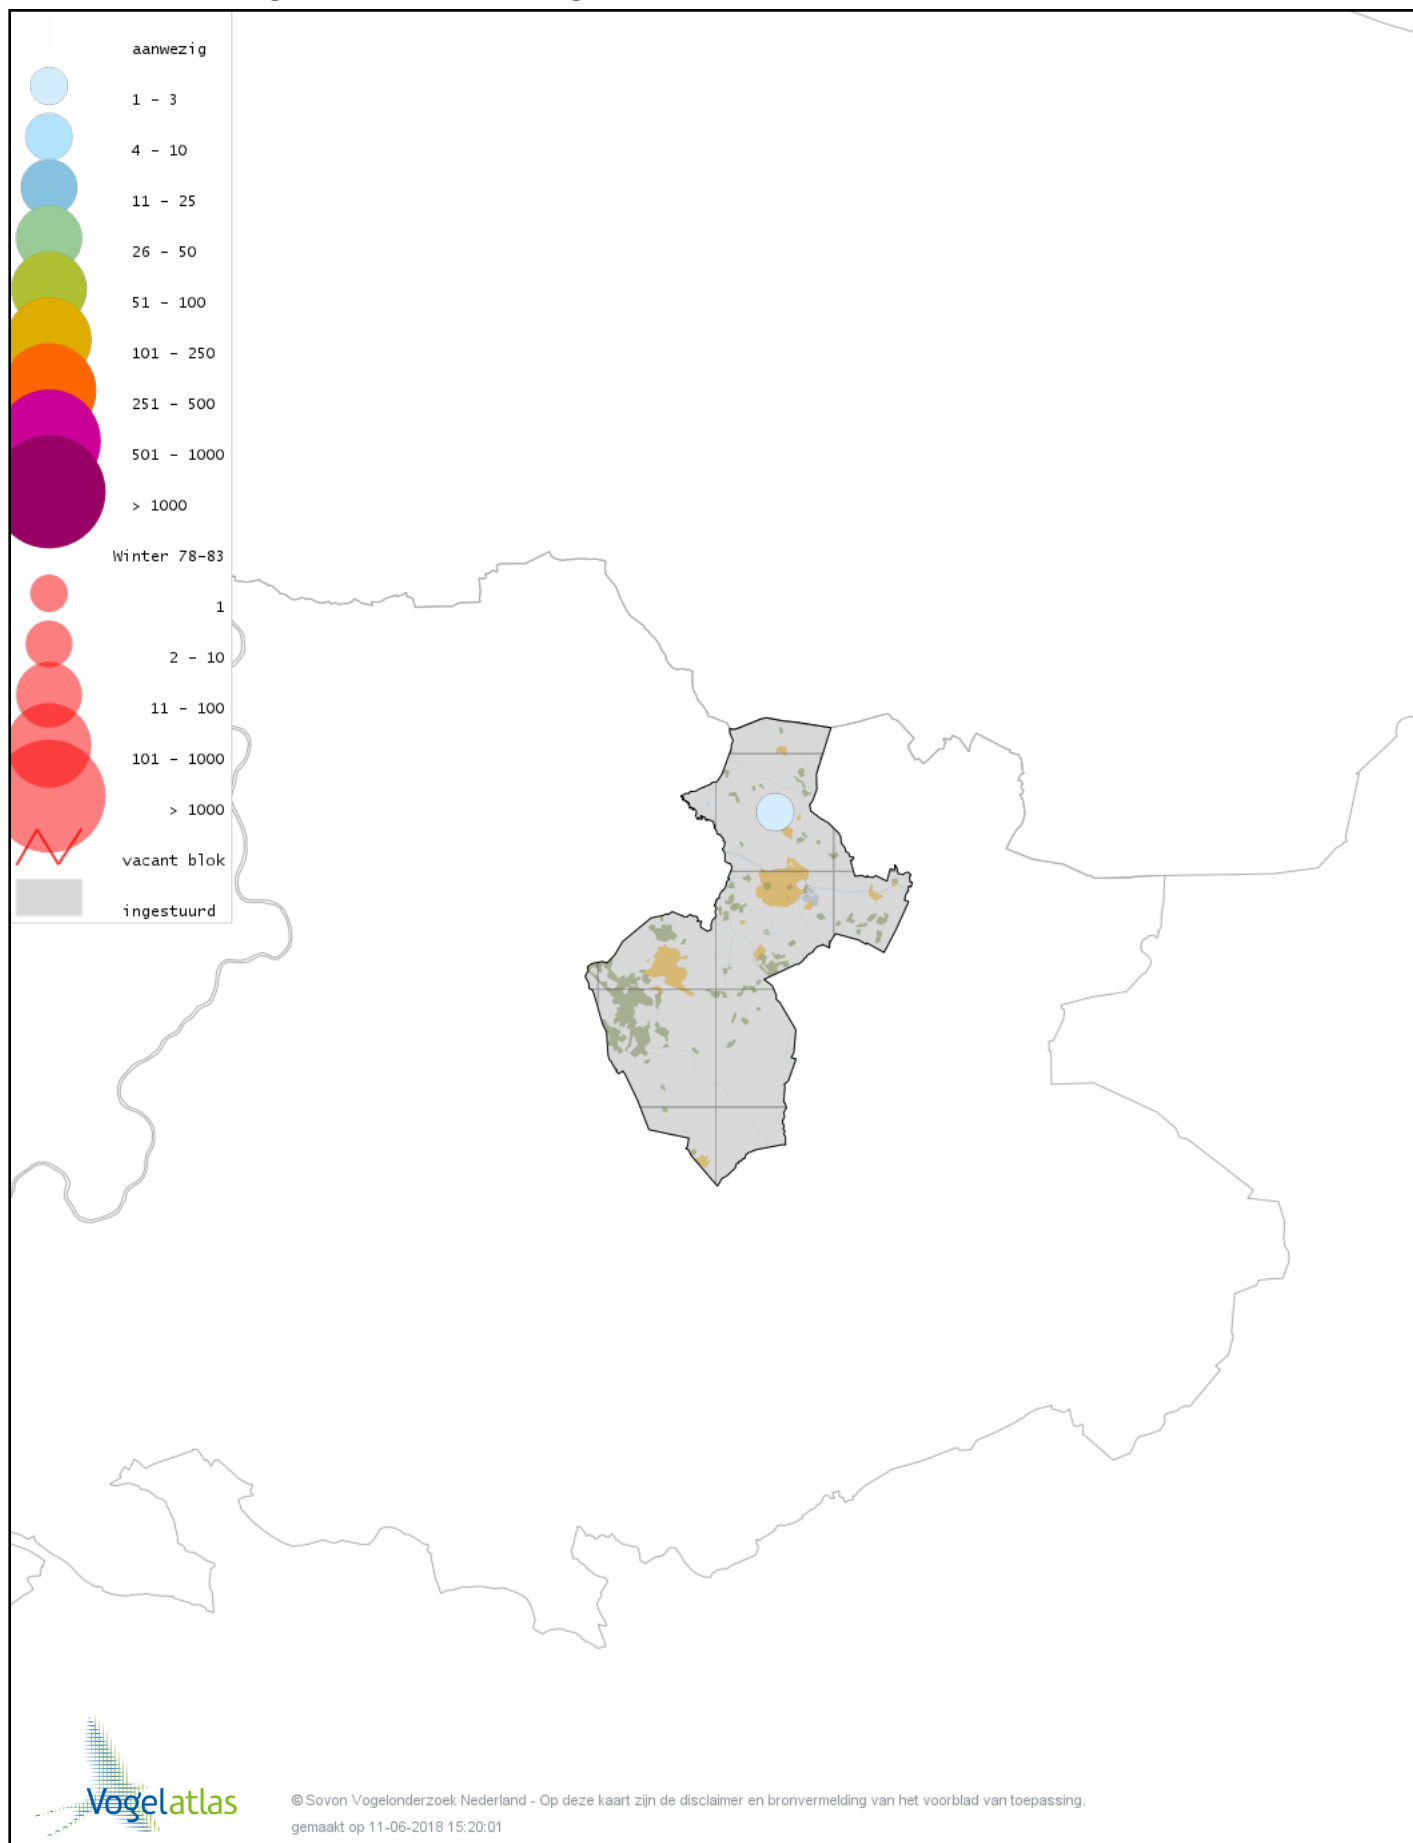 aanwezig
1 - 3
4 - 10
11 - 25
26 - 50
51 - 100
101 - 250
251 - 500
501 - 1000
> 1000
Winter 78-83
1
2 - 10
11 - 100
101 - 1000
> 1000
vacant blok
ingestuurd
Vogelatlas
© Sovon Vogelonderzoek Nederland - Op deze kaart zijn de disclaimer en bronvermelding van het voorblad van toepassing.
gemaakt op 11-06-2018 15:20:01